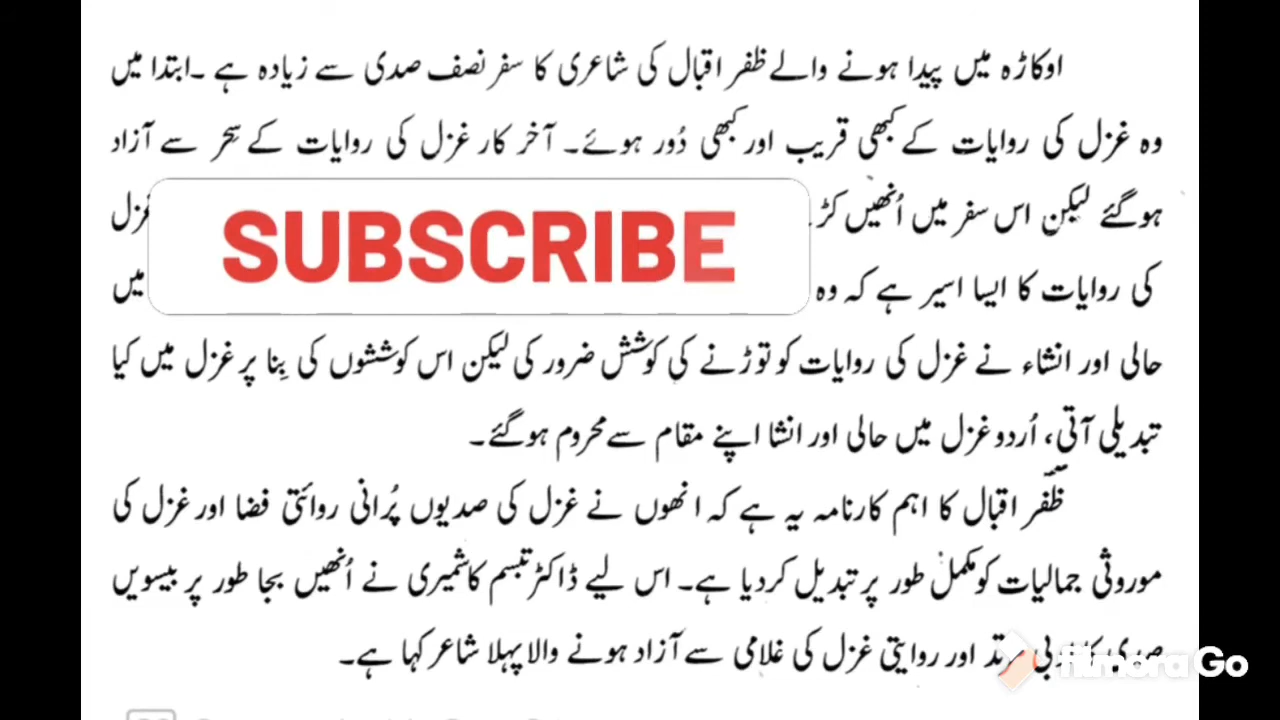 اوکاڑہ میں پیدا ہونے والے ظفر اقبال کی شاعری کا سفر نصف صدی سے زیادہ ہے ۔ابتدا میں
وہ غزل کی روایات کے کبھی قریب اور کبھی دُور ہوئے۔ آخر کار غزل کی روایات کے سحر سے آزاد
ہوگئے لیکن اس سفر میں اُنھیں
SUBSCRIBE
کی روایات کا ایسا اسیر ہے کہ وہ میں
حالی اور انشاء نے غزل کی روایات کو توڑنے کی کوشش ضرور کی لیکن اس کوششوں کی بِنا پر غزل میں کیا
تبدیلی آتی، اُردو غزل میں حالی اور انشا اپنے مقام سے محروم ہوگئے۔
ظفر اقبال کا اہم کارنامہ یہ ہے کہ انھوں نے غزل کی صدیوں پُرانی روائتی فضا اور غزل کی
موروثی جمالیات کو مکمل طور پر تبدیل کردیا ہے۔ اس لیے ڈاکٹر تبسم کاشمیری نے اُنھیں بجا طور پر بیسویں
صدی اور روایتی غزل کی غلامی سے آزاد ہونے والا پہلا شاعر کہا ہے۔
filmoraGo